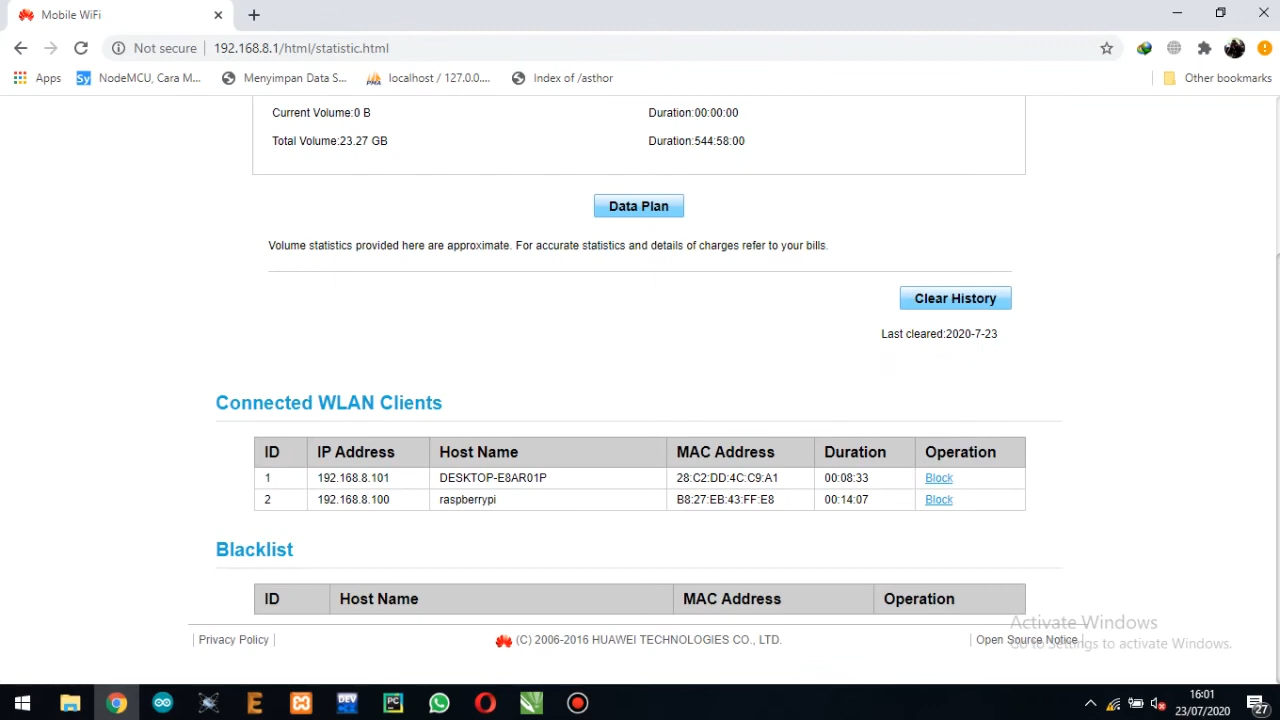 Mobile WiFi
Not secure
192.168.8.1/html/statistic.html
Apps
Sy
NodeMCU, Cara M...
Menyimpan Data S...
localhost / 127.0.0....
Index of /asthor
Other bookmarks
Current Volume:0 B
Duration:00:00:00
Total Volume:23.27 GB
Duration:544:58:00
Data Plan
Volume statistics provided here are approximate. For accurate statistics and details of charges refer to your bills.
Clear History
Last cleared:2020-7-23
Connected WLAN Clients
ID IP Address Host Name MAC Address Duration Operation
1 192.168.8.101 DESKTOP-E8AR01P 28:C2:DD:4C:C9:A1 00:08:33 Block
2 192.168.8.100 raspberrypi B8:27:EB:43:FF:E8 00:14:07 Block
Blacklist
ID Host Name MAC Address Operation
Activate Windows
Go to Settings to activate Windows.
Privacy Policy
(C) 2006-2016 HUAWEI TECHNOLOGIES CO., LTD.
Open Source Notice
DEV
PC
16:01
23/07/2020
27